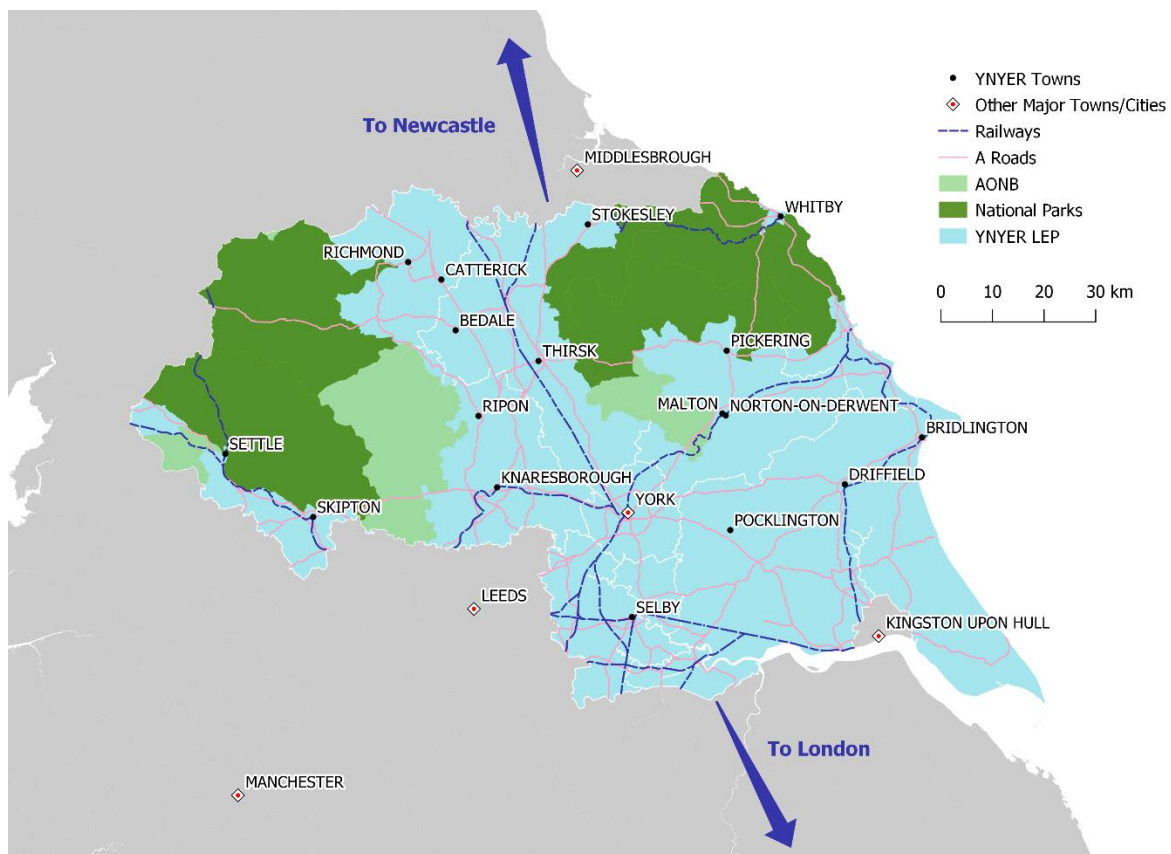 To Newcastle
MIDDLESBROUGH
STOKESLEY
WHITBY
RICHMOND
CATTERICK
BEDALE
THIRSK
PICKERING
RIPON
MALTON
NORTON-ON-DERWENT
BRIDLINGTON
SETTLE
KNARESBOROUGH
DRIFFIELD
SKIPTON
YORK
POCKLINGTON
LEEDS
SELBY
KINGSTON UPON HULL
To London
MANCHESTER
YNYER Towns
Other Major Towns/Cities
Railways
A Roads
AONB
National Parks
YNYER LEP
0 10 20 30 km